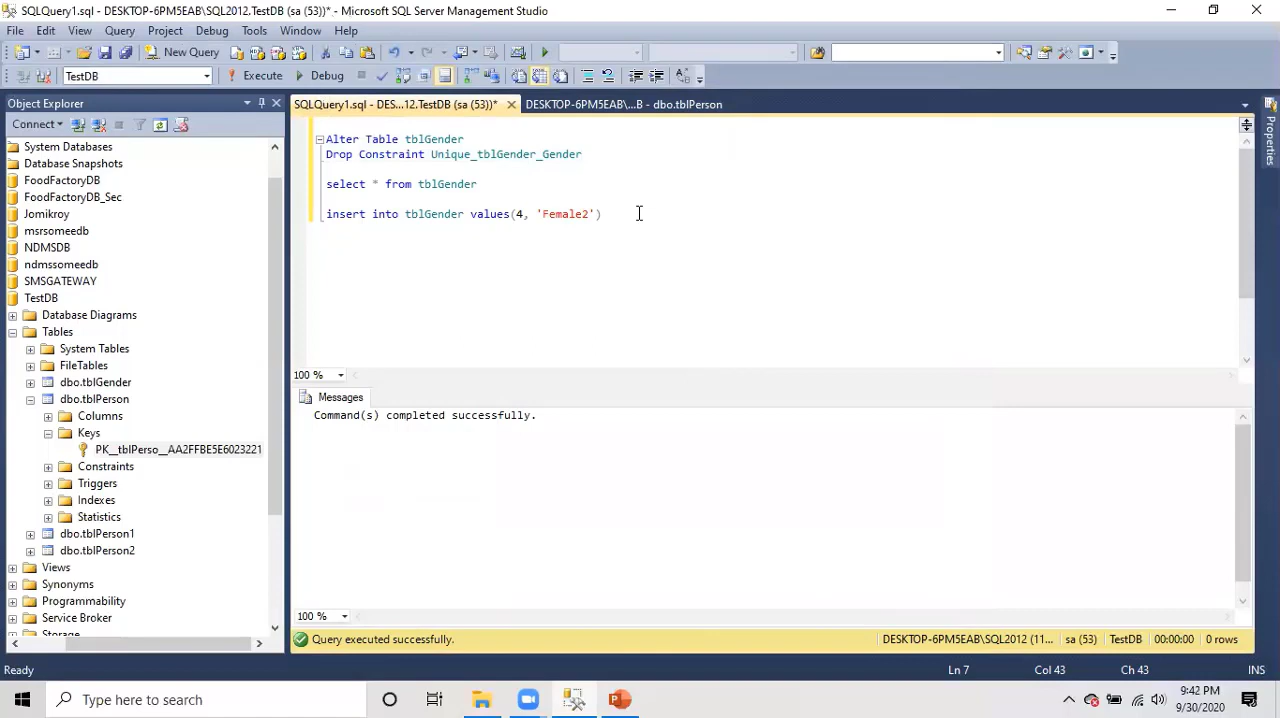 SQLQuery1.sql - DESKTOP-6PM5EAB\SQL2012.TestDB (sa (53))* - Microsoft SQL Server Management Studio
File Edit View Query Project Debug Tools Window Help
New Query
TestDB Execute Debug
Object Explorer
Connect
System Databases
Database Snapshots
FoodFactoryDB
FoodFactoryDB_Sec
Jomikroy
msrsomeedb
NDMSDB
ndmssomeedb
SMSGATEWAY
TestDB
Database Diagrams
Tables
System Tables
FileTables
dbo.tblGender
dbo.tblPerson
Columns
Keys
PK__tblPerso__AA2FFBE5E6023221
Constraints
Triggers
Indexes
Statistics
dbo.tblPerson1
dbo.tblPerson2
Views
Synonyms
Programmability
Service Broker
Storage
SQLQuery1.sql - DES...12.TestDB (sa (53))* DESKTOP-6PM5EAB\...B - dbo.tblPerson
Alter Table tblGender
Drop Constraint Unique_tblGender_Gender
select * from tblGender
insert into tblGender values(4, 'Female2')
100 %
Messages
Command(s) completed successfully.
100 %
Query executed successfully. DESKTOP-6PM5EAB\SQL2012 (11... sa (53) TestDB 00:00:00 0 rows
Properties
Ready Ln 7 Col 43 Ch 43 INS
Type here to search
9:42 PM
9/30/2020